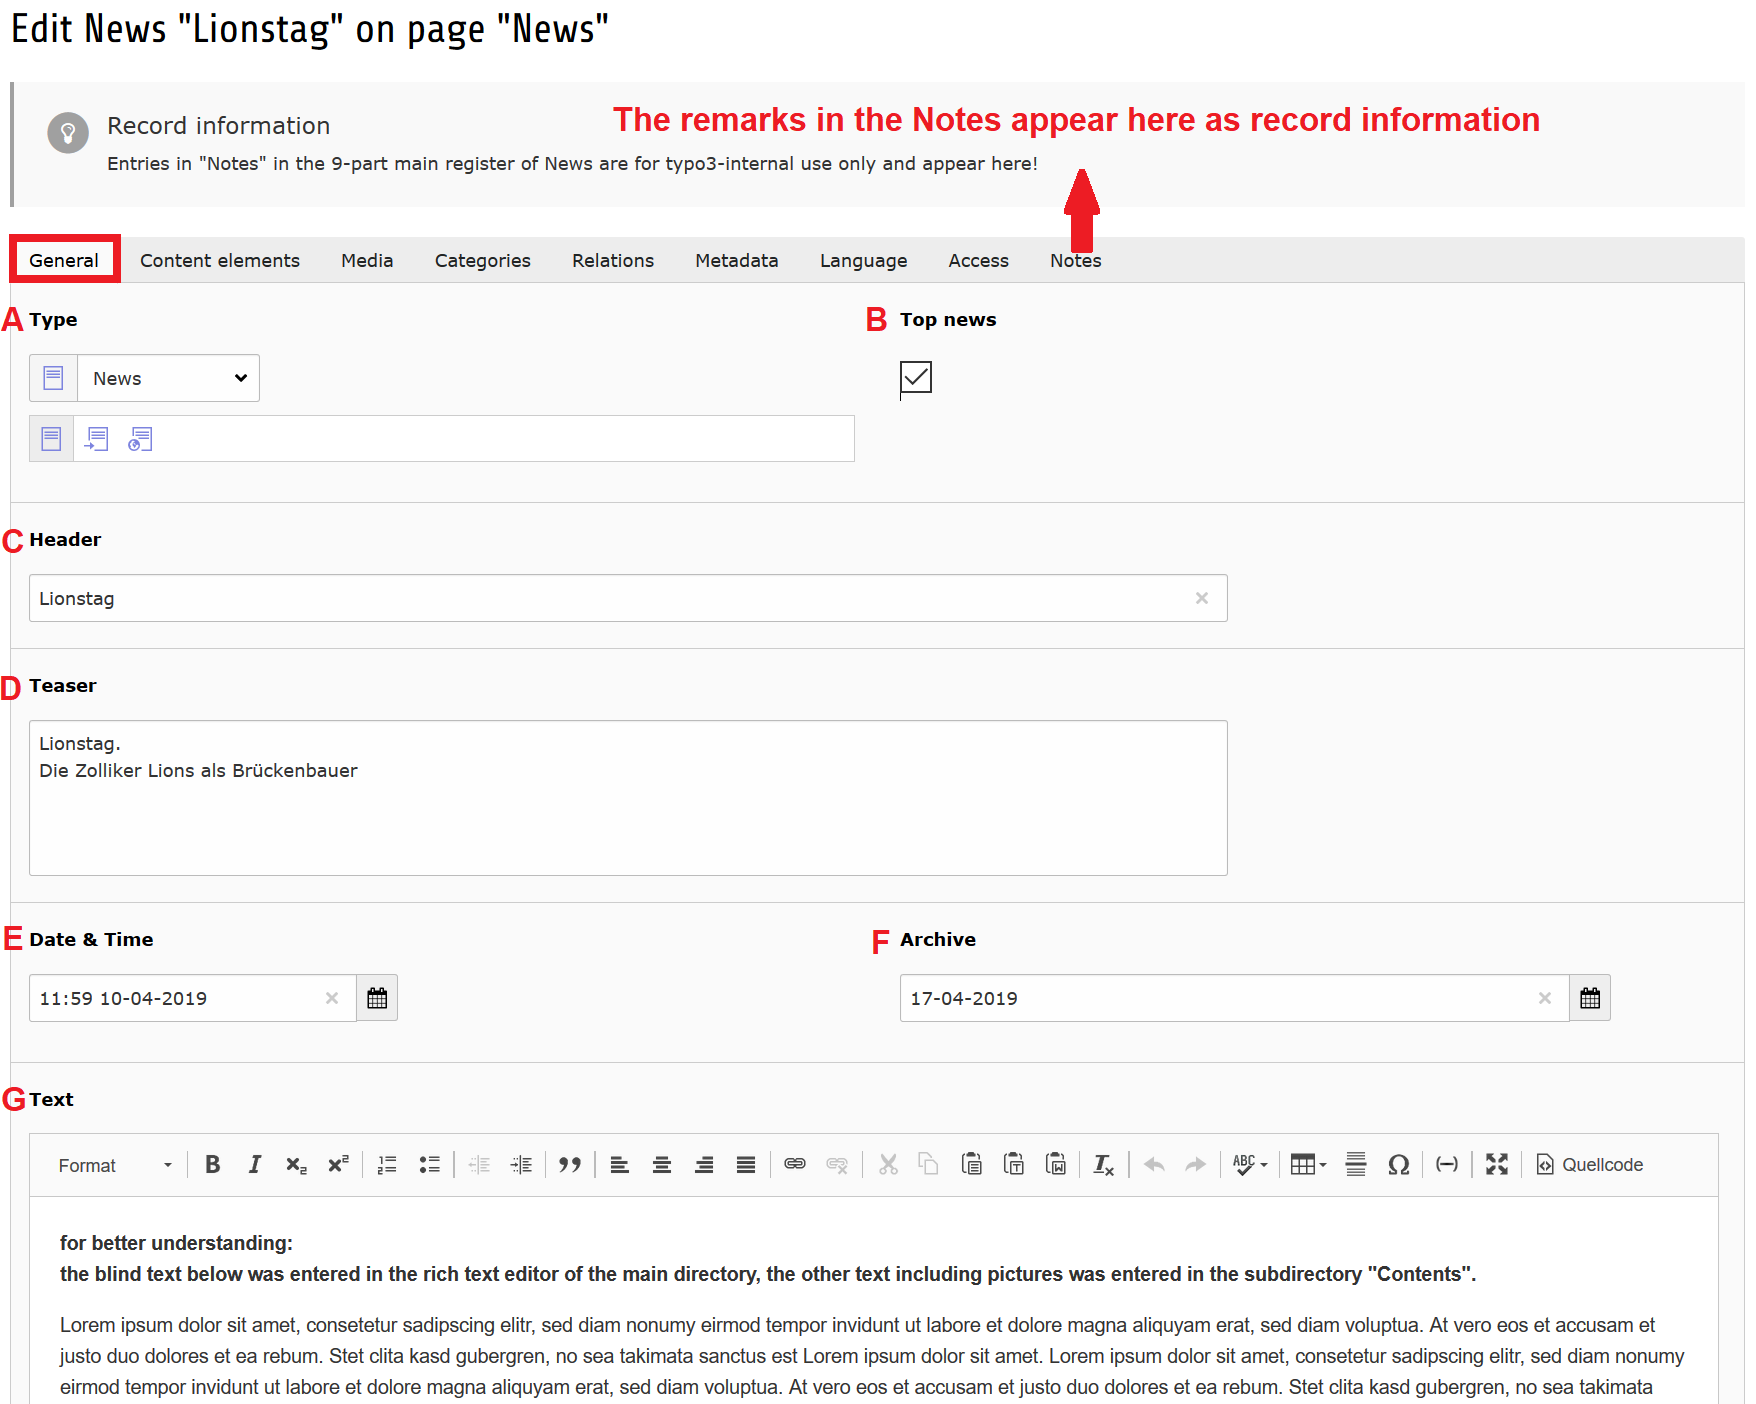 Edit News "Lionstag" on page "News"
The remarks in the Notes appear here as record information
Record information
Entries in "Notes" in the 9-part main register of News are for typo3-internal use only and appear here!
General Content elements Media Categories Relations Metadata Language Access Notes
A Type B Top news
News
C Header
Lionstag
D Teaser
Lionstag.
Die Zolliker Lions als Brückenbauer
E Date & Time F Archive
11:59 10-04-2019 17-04-2019
G Text
Format B I x2 x² ABC Ω Quellcode
for better understanding:
the blind text below was entered in the rich text editor of the main directory, the other text including pictures was entered in the subdirectory "Contents".
Lorem ipsum dolor sit amet, consetetur sadipscing elitr, sed diam nonumy eirmod tempor invidunt ut labore et dolore magna aliquyam erat, sed diam voluptua. At vero eos et accusam et
justo duo dolores et ea rebum. Stet clita kasd gubergren, no sea takimata sanctus est Lorem ipsum dolor sit amet. Lorem ipsum dolor sit amet, consetetur sadipscing elitr, sed diam nonumy
eirmod tempor invidunt ut labore et dolore magna aliquyam erat, sed diam voluptua. At vero eos et accusam et justo duo dolores et ea rebum. Stet clita kasd gubergren, no sea takimata